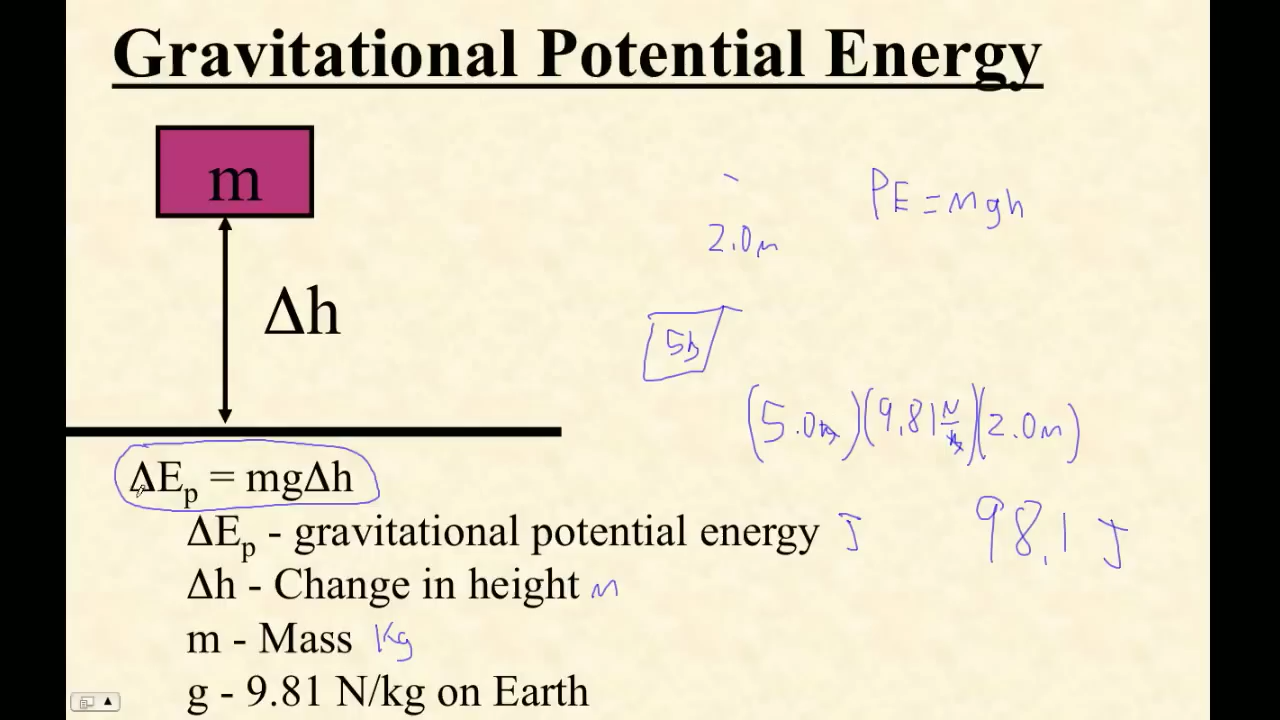 Gravitational Potential Energy
m
Δh
PE = mgh
2.0m
(5.0kg)(9.81 N/kg)(2.0m)
98.1 J
ΔEp = mgΔh
ΔEp - gravitational potential energy J
Δh - Change in height m
m - Mass Kg
g - 9.81 N/kg on Earth